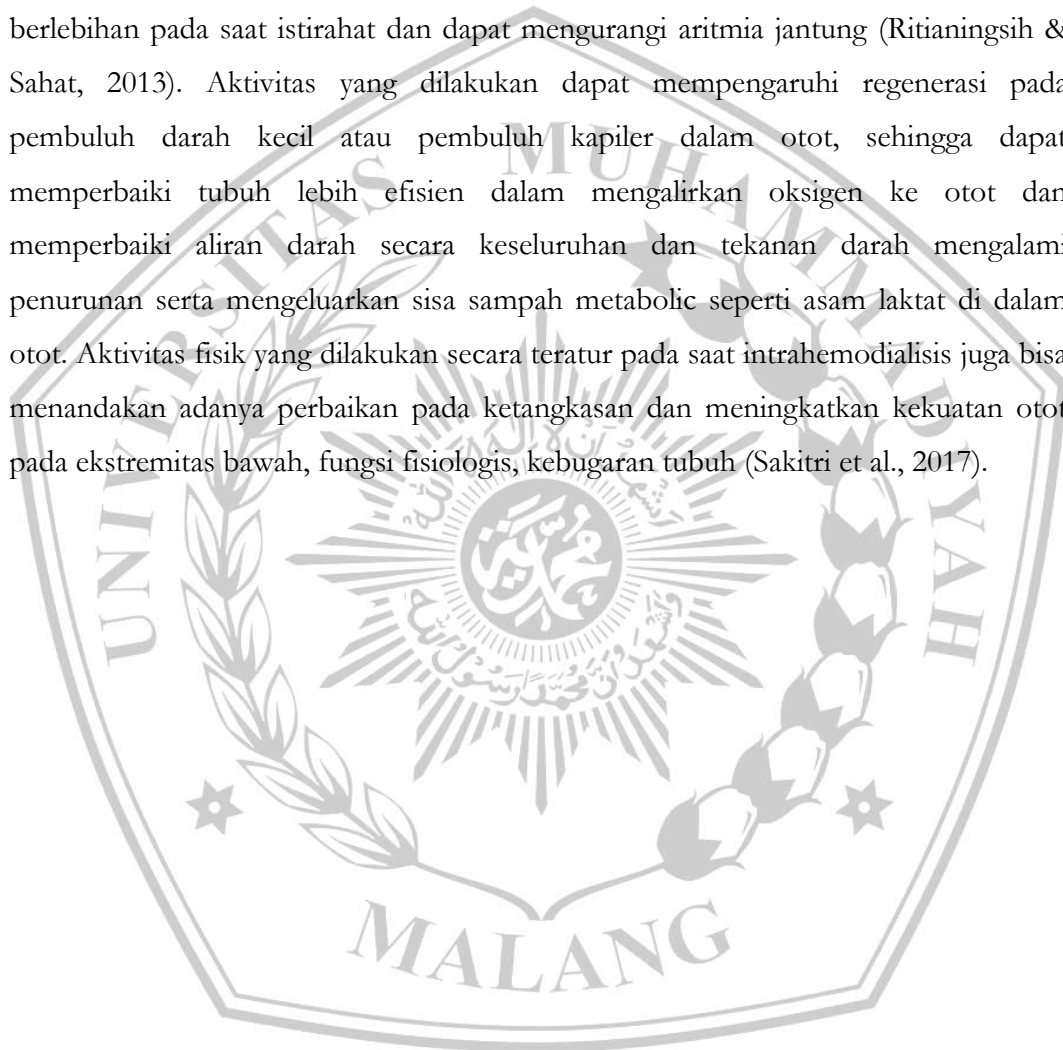 berlebihan pada saat istirahat dan dapat mengurangi aritmia jantung (Ritianingsih &
Sahat, 2013). Aktivitas yang dilakukan dapat mempengaruhi regenerasi pada
pembuluh darah kecil atau pembuluh kapiler dalam otot, sehingga dapat
memperbaiki tubuh lebih efisien dalam mengalirkan oksigen ke otot dan
memperbaiki aliran darah secara keseluruhan dan tekanan darah mengalami
penurunan serta mengeluarkan sisa sampah metabolic seperti asam laktat di dalam
otot. Aktivitas fisik yang dilakukan secara teratur pada saat intrahemodialisis juga bisa
menandakan adanya perbaikan pada ketangkasan dan meningkatkan kekuatan otot
pada ekstremitas bawah, fungsi fisiologis, kebugaran tubuh (Sakitri et al., 2017).
UNIVERSITAS MUHAMMADIYAH
MALANG